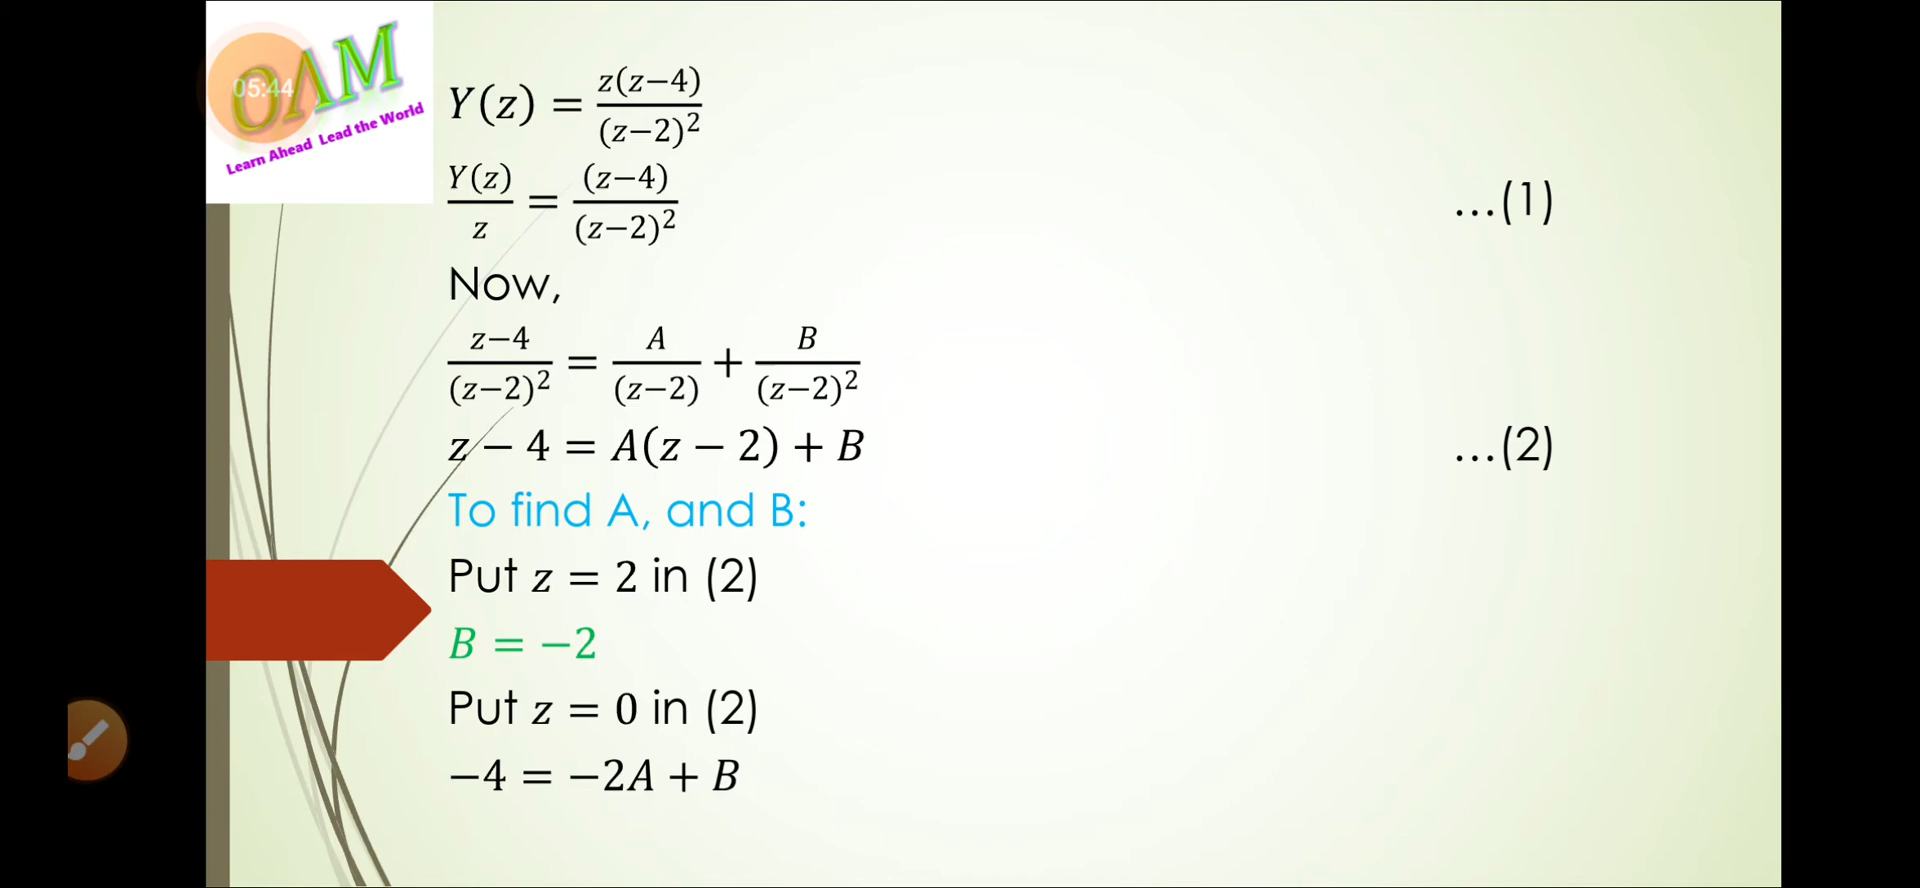 OAM
05:44
Learn Ahead Lead the World
Y(z) = z(z−4)/(z−2)²
Y(z)/z = (z−4)/(z−2)² ...(1)
Now,
z−4/(z−2)² = A/(z−2) + B/(z−2)²
z − 4 = A(z − 2) + B ...(2)
To find A, and B:
Put z = 2 in (2)
B = −2
Put z = 0 in (2)
−4 = −2A + B